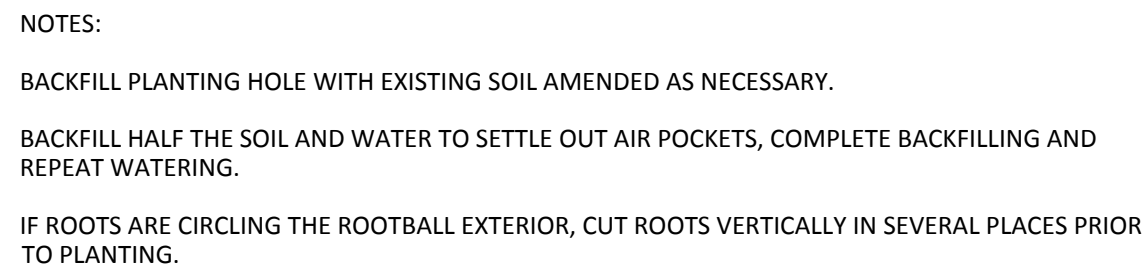 NOTES:
BACKFILL PLANTING HOLE WITH EXISTING SOIL AMENDED AS NECESSARY.
BACKFILL HALF THE SOIL AND WATER TO SETTLE OUT AIR POCKETS, COMPLETE BACKFILLING AND
REPEAT WATERING.
IF ROOTS ARE CIRCLING THE ROOTBALL EXTERIOR, CUT ROOTS VERTICALLY IN SEVERAL PLACES PRIOR
TO PLANTING.